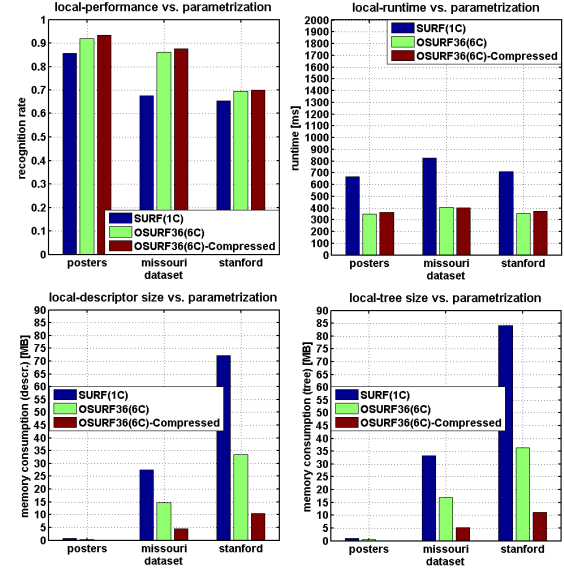 local-performance vs. parametrization
recognition rate
1
0.9
0.8
0.7
0.6
0.5
0.4
0.3
0.2
0.1
0
SURF(1C)
OSURF36(6C)
OSURF36(6C)-Compressed
posters missouri stanford
dataset
local-runtime vs. parametrization
runtime [ms]
2000
1900
1800
1700
1600
1500
1400
1300
1200
1100
1000
900
800
700
600
500
400
300
200
100
0
SURF(1C)
OSURF36(6C)
OSURF36(6C)-Compressed
posters missouri stanford
dataset
local-descriptor size vs. parametrization
memory consumption (descr.) [MB]
90
85
80
75
70
65
60
55
50
45
40
35
30
25
20
15
10
5
0
SURF(1C)
OSURF36(6C)
OSURF36(6C)-Compressed
posters missouri stanford
dataset
local-tree size vs. parametrization
memory consumption (tree) [MB]
90
85
80
75
70
65
60
55
50
45
40
35
30
25
20
15
10
5
0
SURF(1C)
OSURF36(6C)
OSURF36(6C)-Compressed
posters missouri stanford
dataset